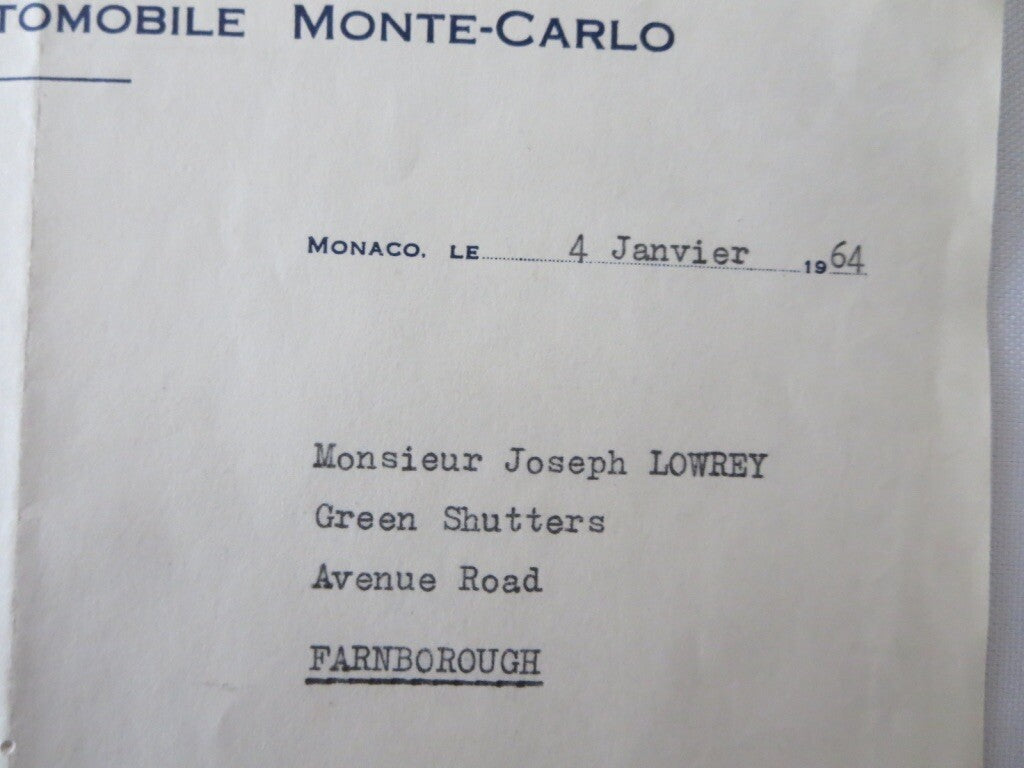 TOMOBILE MONTE-CARLO
MONACO, LE 4 Janvier 1964
Monsieur Joseph LOWREY
Green Shutters
Avenue Road
FARNBOROUGH